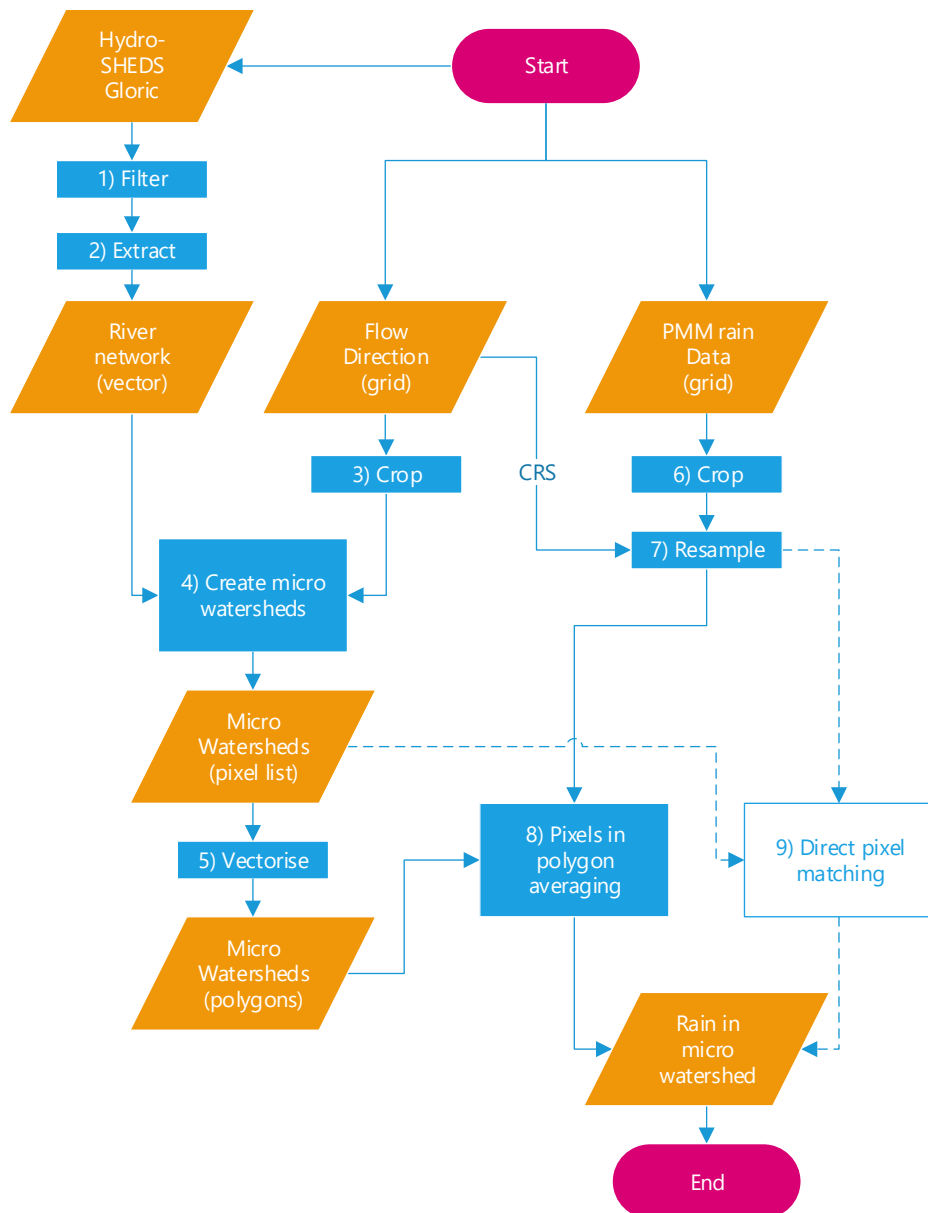 Hydro-
SHEDS
Gloric
Start
1) Filter
2) Extract
River
network
(vector)
Flow
Direction
(grid)
PMM rain
Data
(grid)
3) Crop
CRS
6) Crop
7) Resample
4) Create micro
watersheds
Micro
Watersheds
(pixel list)
5) Vectorise
8) Pixels in
polygon
averaging
9) Direct pixel
matching
Micro
Watersheds
(polygons)
Rain in
micro
watershed
End